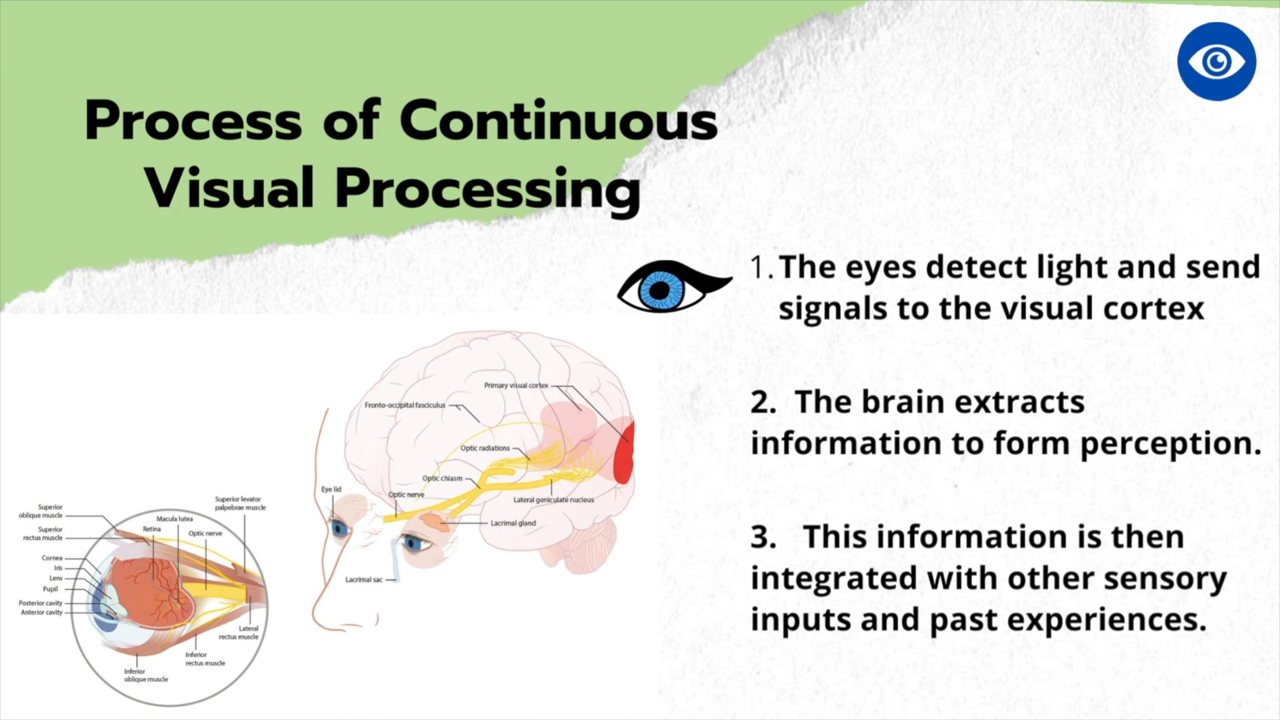 Process of Continuous
Visual Processing
1. The eyes detect light and send
signals to the visual cortex
2. The brain extracts
information to form perception.
3. This information is then
integrated with other sensory
inputs and past experiences.
Primary visual cortex
Fronto-occipital fasciculus
Optic radiations
Optic chiasm
Eye lid
Optic nerve
Lateral geniculate nucleus
Lacrimal gland
Lacrimal sac
Superior
oblique muscle
Superior
rectus muscle
Cornea
Iris
Lens
Pupil
Posterior cavity
Anterior cavity
Macula lutea
Retina
Optic nerve
Superior levator
palpebrae muscle
Lateral
rectus muscle
Inferior
rectus muscle
Inferior
oblique muscle